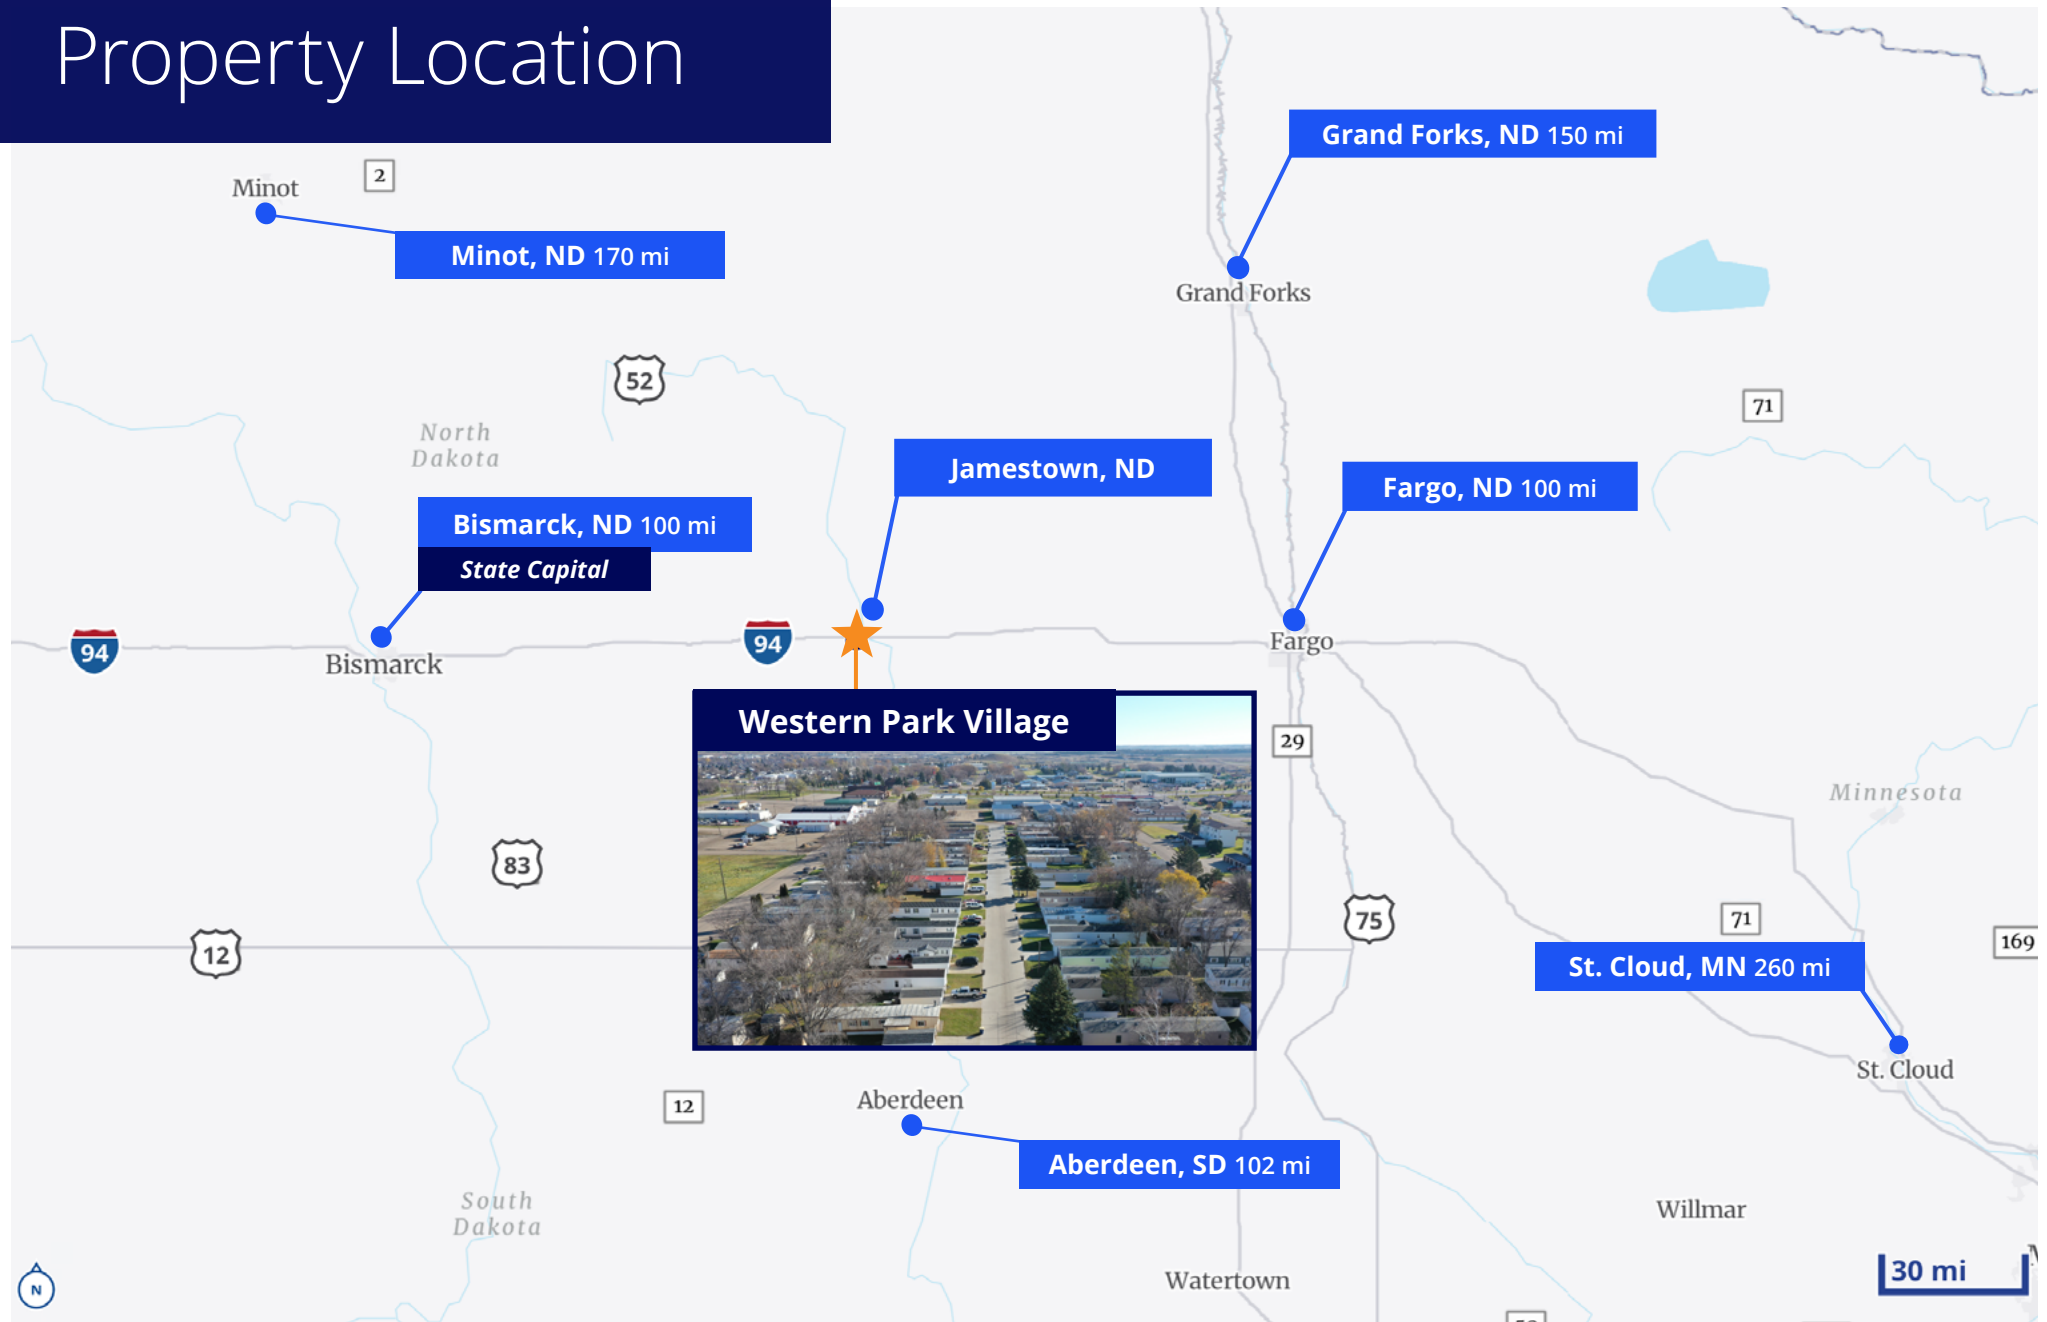 Property Location
Grand Forks, ND 150 mi
Minot
2
Minot, ND 170 mi
Grand Forks
52
71
North
Dakota
Jamestown, ND
Fargo, ND 100 mi
Bismarck, ND 100 mi
State Capital
94
94
Bismarck
Fargo
Western Park Village
29
Minnesota
83
75
71
12
169
St. Cloud, MN 260 mi
St. Cloud
Aberdeen
12
Aberdeen, SD 102 mi
South
Dakota
Willmar
30 mi
Watertown
N